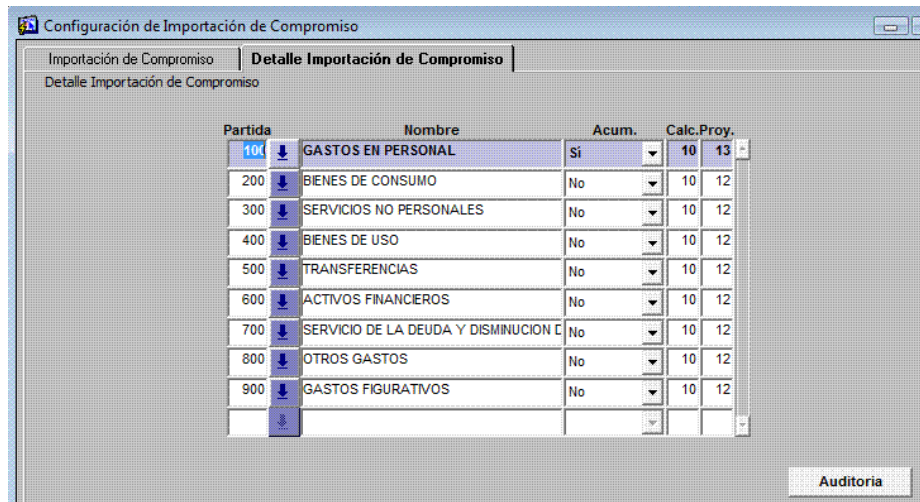 Configuración de Importación de Compromiso
Importación de Compromiso Detalle Importación de Compromiso
Detalle Importación de Compromiso
Partida Nombre Acum. Calc. Proy.
100 GASTOS EN PERSONAL Si 10 13
200 BIENES DE CONSUMO No 10 12
300 SERVICIOS NO PERSONALES No 10 12
400 BIENES DE USO No 10 12
500 TRANSFERENCIAS No 10 12
600 ACTIVOS FINANCIEROS No 10 12
700 SERVICIO DE LA DEUDA Y DISMINUCION D No 10 12
800 OTROS GASTOS No 10 12
900 GASTOS FIGURATIVOS No 10 12
Auditoria